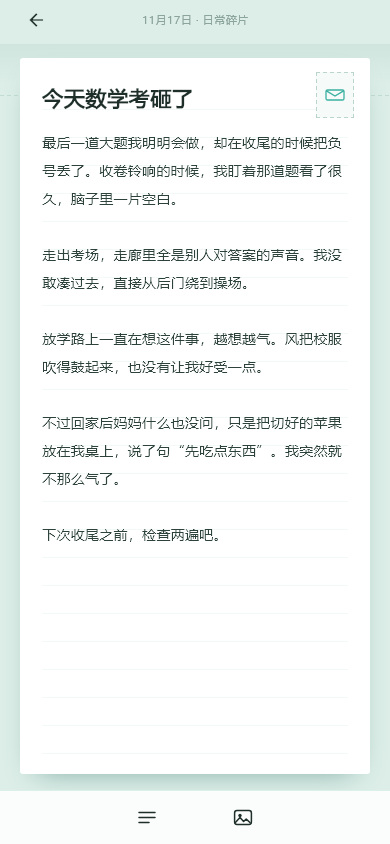 11月17日 · 日常碎片
今天数学考砸了
最后一道大题我明明会做，却在收尾的时候把负
号丢了。收卷铃响的时候，我盯着那道题看了很
久，脑子里一片空白。
走出考场，走廊里全是别人对答案的声音。我没
敢凑过去，直接从后门绕到操场。
放学路上一直在想这件事，越想越气。风把校服
吹得鼓起来，也没有让我好受一点。
不过回家后妈妈什么也没问，只是把切好的苹果
放在我桌上，说了句“先吃点东西”。我突然就
不那么气了。
下次收尾之前，检查两遍吧。